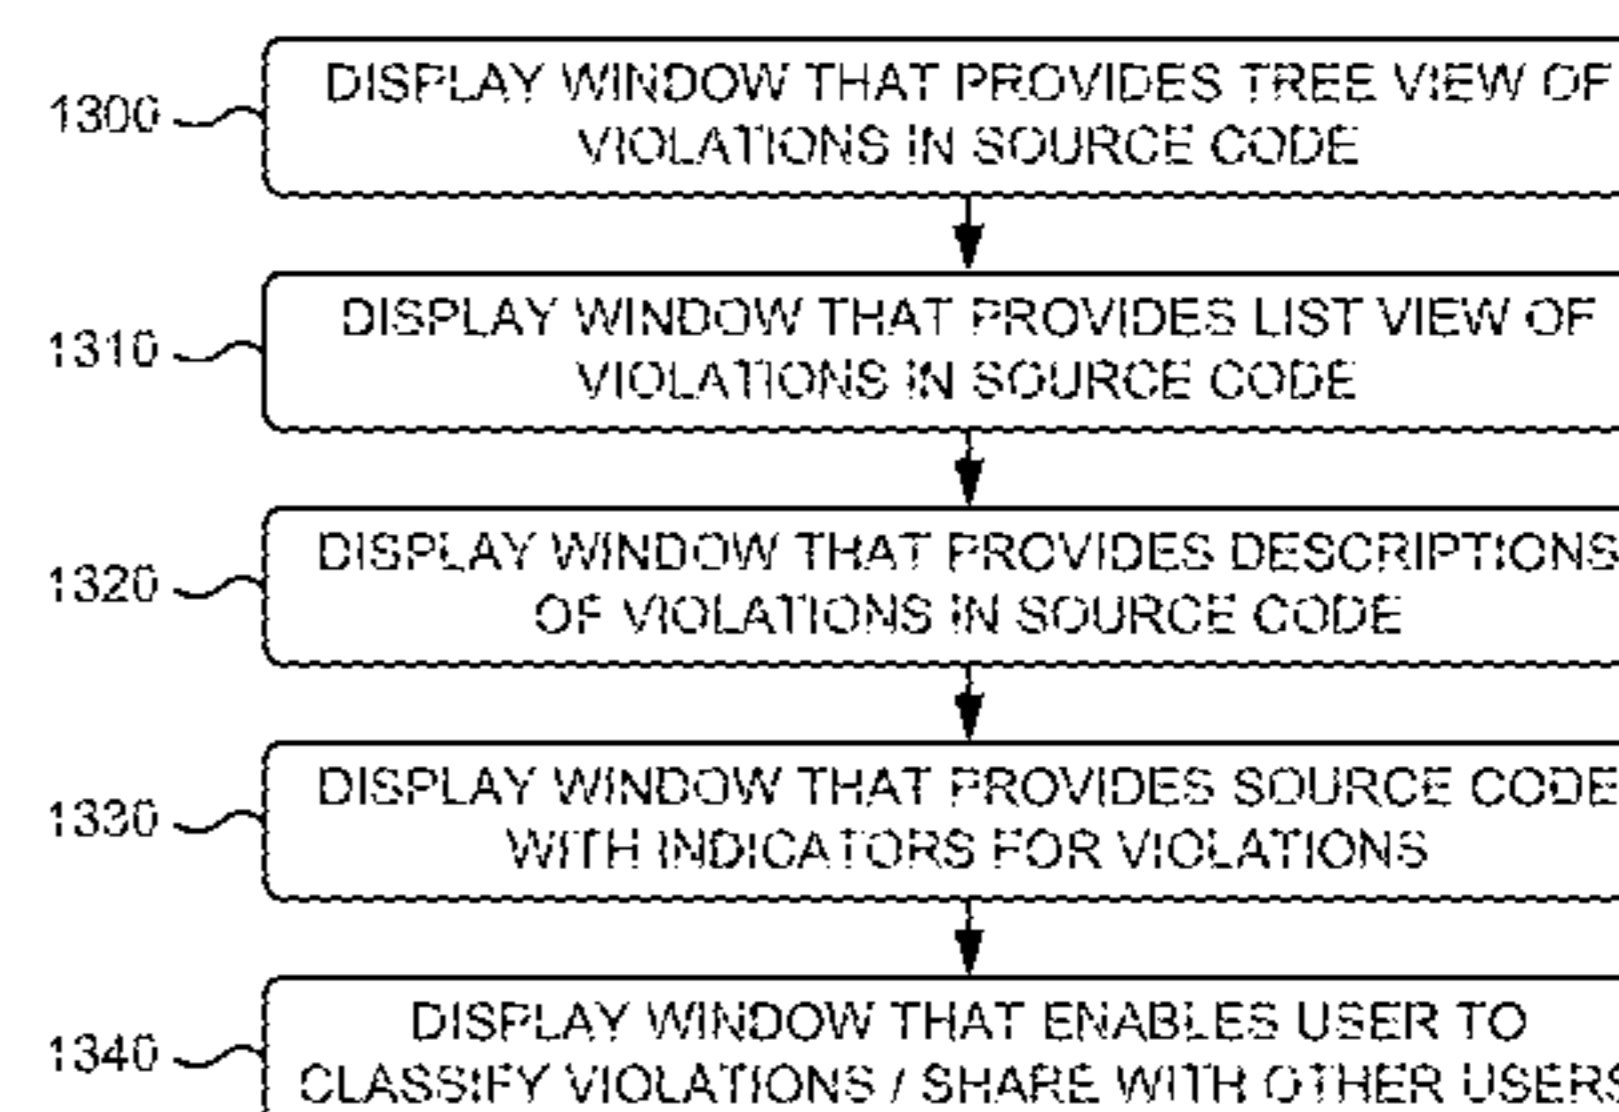 1300
DISPLAY WINDOW THAT PROVIDES TREE VIEW OF
VIOLATIONS IN SOURCE CODE
1310
DISPLAY WINDOW THAT PROVIDES LIST VIEW OF
VIOLATIONS IN SOURCE CODE
1320
DISPLAY WINDOW THAT PROVIDES DESCRIPTIONS
OF VIOLATIONS IN SOURCE CODE
1330
DISPLAY WINDOW THAT PROVIDES SOURCE CODE
WITH INDICATORS FOR VIOLATIONS
1340
DISPLAY WINDOW THAT ENABLES USER TO
CLASSIFY VIOLATIONS / SHARE WITH OTHER USERS